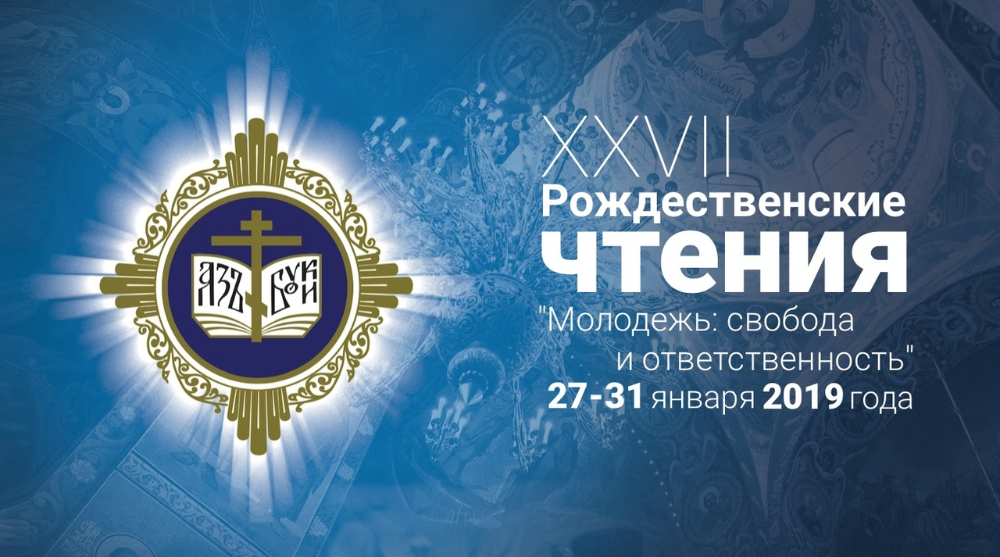 XXVII
Рождественские
чтения
"Молодежь: свобода
и ответственность"
27-31 января 2019 года
АЗЪ
БУКИ